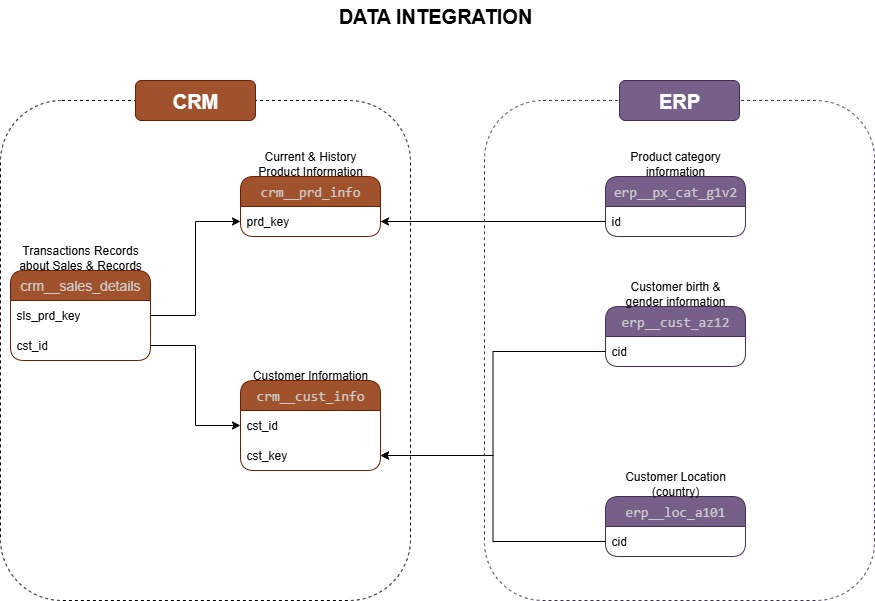 DATA INTEGRATION
CRM
Current & History
Product Information
crm__prd_info
prd_key
Transactions Records
about Sales & Records
crm__sales_details
sls_prd_key
cst_id
Customer Information
crm__cust_info
cst_id
cst_key
ERP
Product category
information
erp__px_cat_g1v2
id
Customer birth &
gender information
erp__cust_az12
cid
Customer Location
(country)
erp__loc_a101
cid